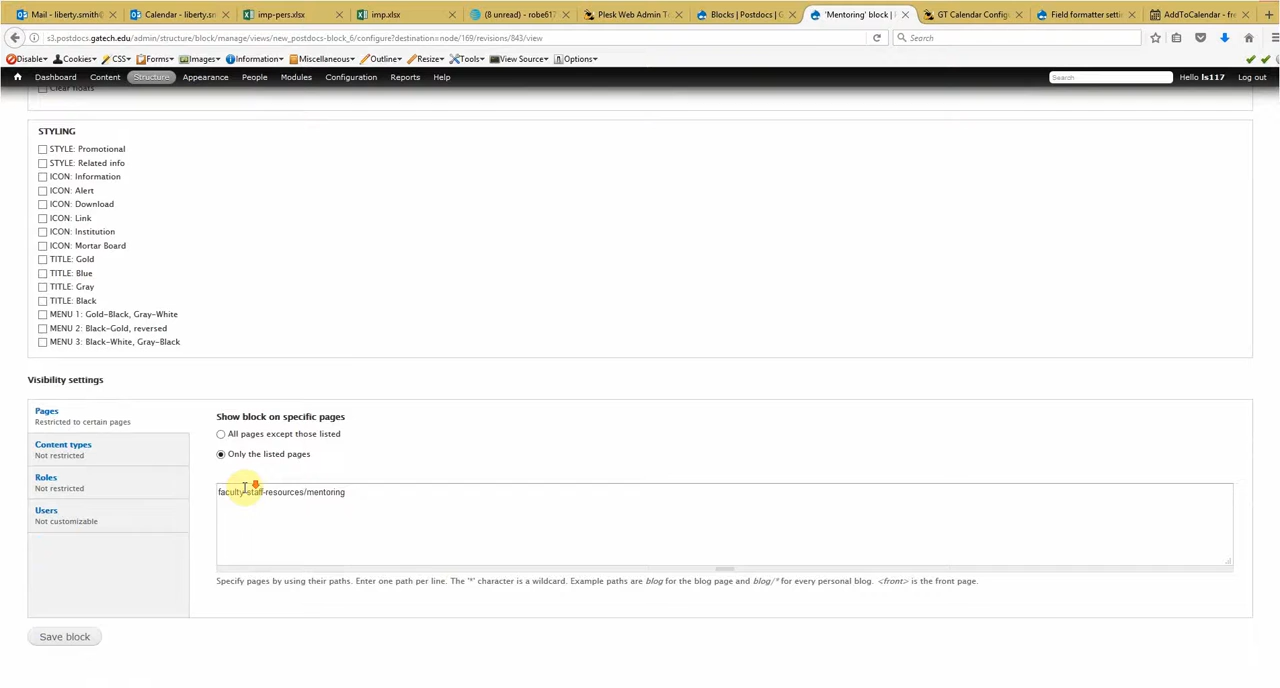 Mail - liberty.smith@
Calendar - liberty.s
imp-pers.xlsx
imp.xlsx
(8 unread) - robe617
Plesk Web Admin T
Blocks | Postdocs | G
'Mentoring' block | P
GT Calendar Config
Field formatter setti
AddToCalendar - fre
s3.postdocs.gatech.edu/admin/structure/block/manage/views/new_postdocs-block_6/configure?destination=node/169/revisions/843/view
Search
Disable▾ Cookies▾ CSS▾ Forms▾ Images▾ Information▾ Miscellaneous▾ Outline▾ Resize▾ Tools▾ View Source▾ Options▾
Dashboard Content Structure Appearance People Modules Configuration Reports Help Search Hello ls117 Log out
Clear floats
STYLING
STYLE: Promotional
STYLE: Related info
ICON: Information
ICON: Alert
ICON: Download
ICON: Link
ICON: Institution
ICON: Mortar Board
TITLE: Gold
TITLE: Blue
TITLE: Gray
TITLE: Black
MENU 1: Gold-Black, Gray-White
MENU 2: Black-Gold, reversed
MENU 3: Black-White, Gray-Black
Visibility settings
Pages
Restricted to certain pages
Content types
Not restricted
Roles
Not restricted
Users
Not customizable
Show block on specific pages
All pages except those listed
Only the listed pages
faculty-staff-resources/mentoring
Specify pages by using their paths. Enter one path per line. The '*' character is a wildcard. Example paths are blog for the blog page and blog/* for every personal blog. <front> is the front page.
Save block